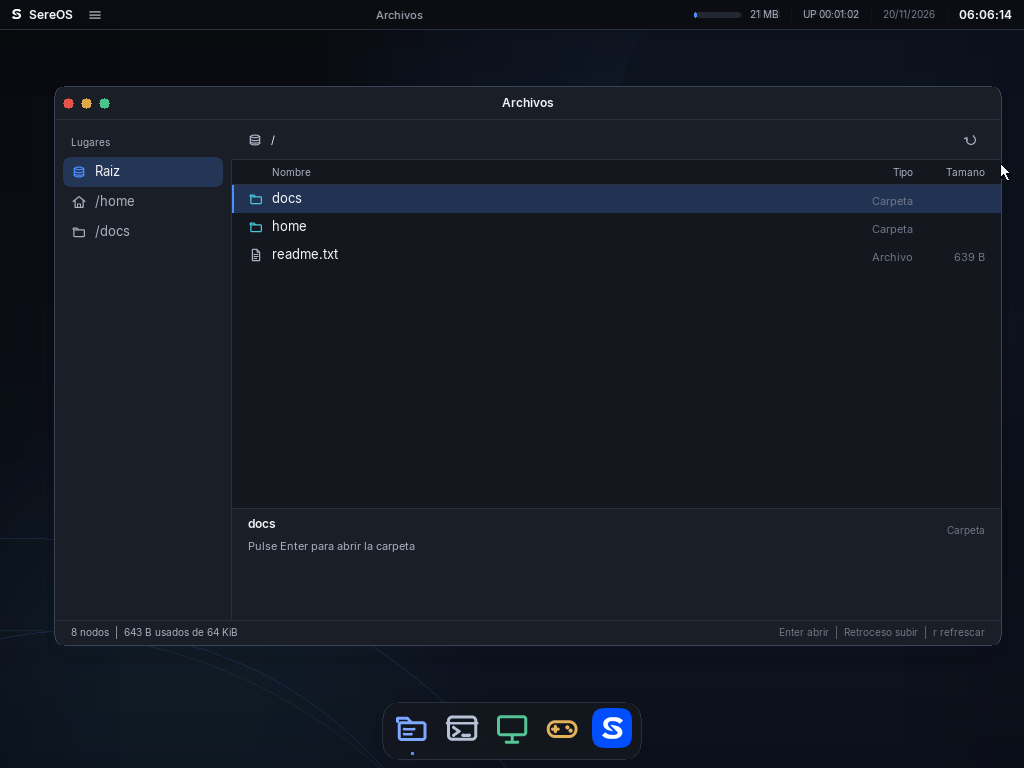 SereOS Archivos 21 MB UP 00:01:02 20/11/2026 06:06:14
Archivos
Lugares
Raiz
/home
/docs
/
Nombre Tipo Tamano
docs Carpeta
home Carpeta
readme.txt Archivo 639 B
docs Carpeta
Pulse Enter para abrir la carpeta
8 nodos | 643 B usados de 64 KiB Enter abrir | Retroceso subir | r refrescar